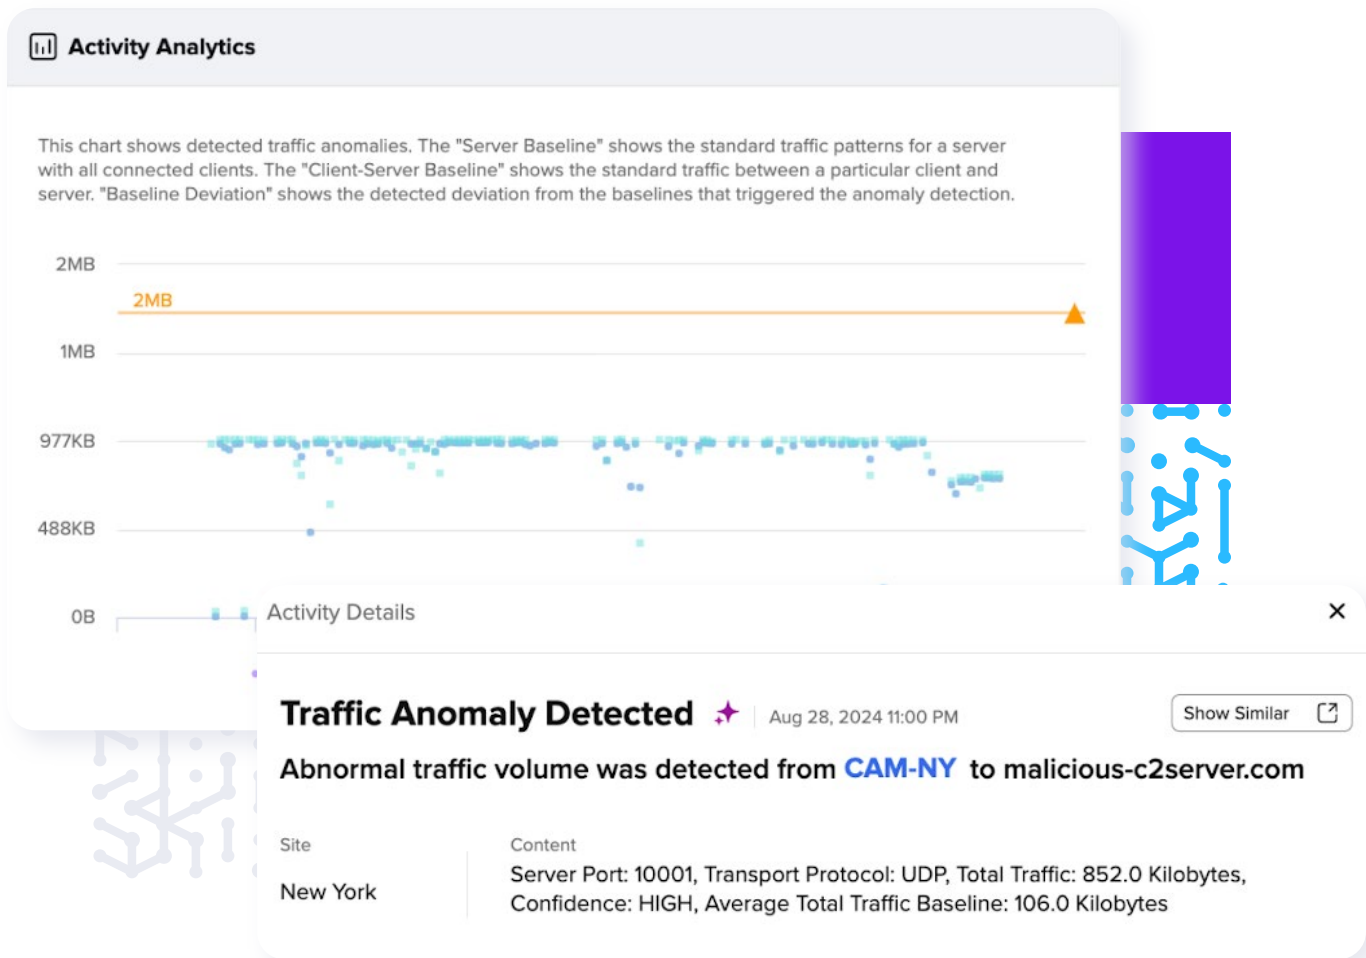 Activity Analytics
This chart shows detected traffic anomalies. The "Server Baseline" shows the standard traffic patterns for a server
with all connected clients. The "Client-Server Baseline" shows the standard traffic between a particular client and
server. "Baseline Deviation" shows the detected deviation from the baselines that triggered the anomaly detection.
2MB
2MB
1MB
977KB
488KB
0B
Activity Details
Traffic Anomaly Detected
Aug 28, 2024 11:00 PM
Show Similar
Abnormal traffic volume was detected from CAM-NY to malicious-c2server.com
Site
New York
Content
Server Port: 10001, Transport Protocol: UDP, Total Traffic: 852.0 Kilobytes,
Confidence: HIGH, Average Total Traffic Baseline: 106.0 Kilobytes